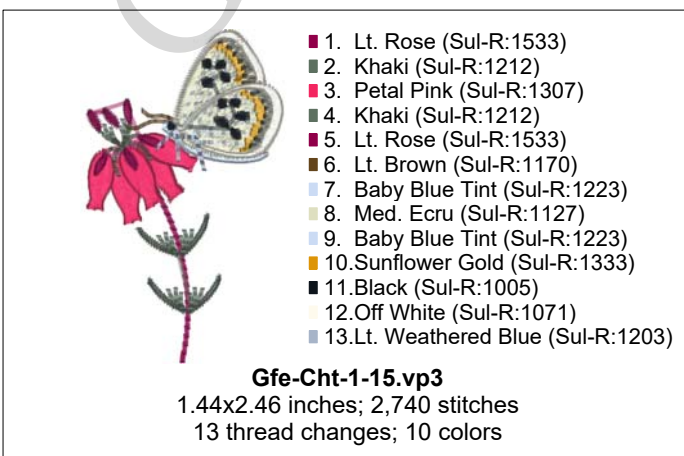 1. Lt. Rose (Sul-R:1533)
2. Khaki (Sul-R:1212)
3. Petal Pink (Sul-R:1307)
4. Khaki (Sul-R:1212)
5. Lt. Rose (Sul-R:1533)
6. Lt. Brown (Sul-R:1170)
7. Baby Blue Tint (Sul-R:1223)
8. Med. Ecru (Sul-R:1127)
9. Baby Blue Tint (Sul-R:1223)
10.Sunflower Gold (Sul-R:1333)
11.Black (Sul-R:1005)
12.Off White (Sul-R:1071)
13.Lt. Weathered Blue (Sul-R:1203)
Gfe-Cht-1-15.vp3
1.44x2.46 inches; 2,740 stitches
13 thread changes; 10 colors